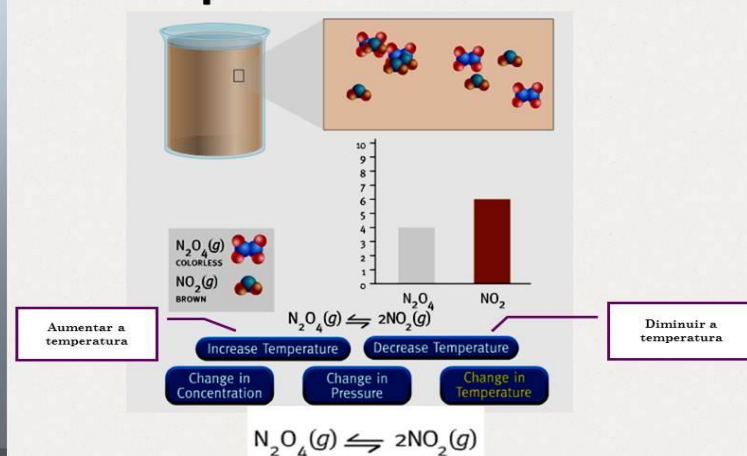 10
9
8
7
6
5
4
3
2
1
0
N₂O₄ NO₂
N₂O₄(g)
COLORLESS
NO₂(g)
BROWN
N₂O₄(g) ⇌ 2NO₂(g)
Aumentar a
temperatura
Diminuir a
temperatura
Increase Temperature
Decrease Temperature
Change in
Concentration
Change in
Pressure
Change in
Temperature
N₂O₄(g) ⇌ 2NO₂(g)